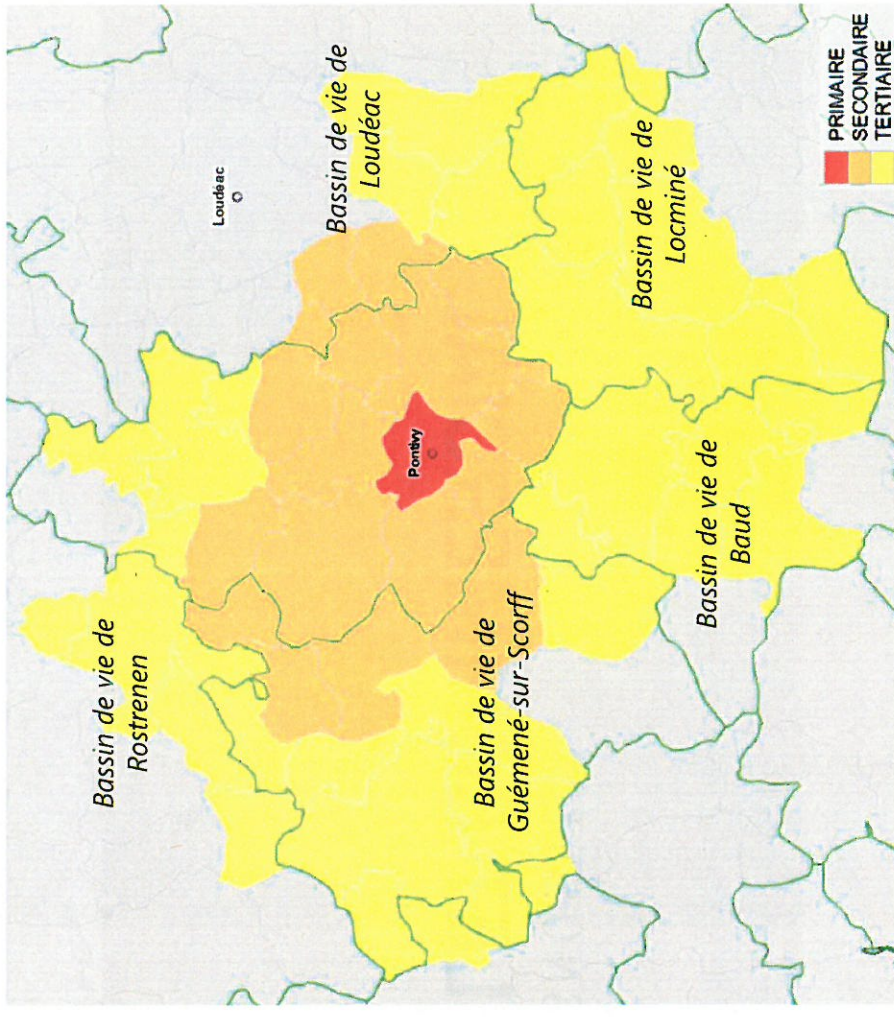 Bassin de vie de
Rostrenen
Loudéac
Bassin de vie de
Loudéac
Pontivy
Bassin de vie de
Guémené-sur-Scorff
Bassin de vie de
Baud
Bassin de vie de
Locminé
PRIMAIRE
SECONDAIRE
TERTIAIRE